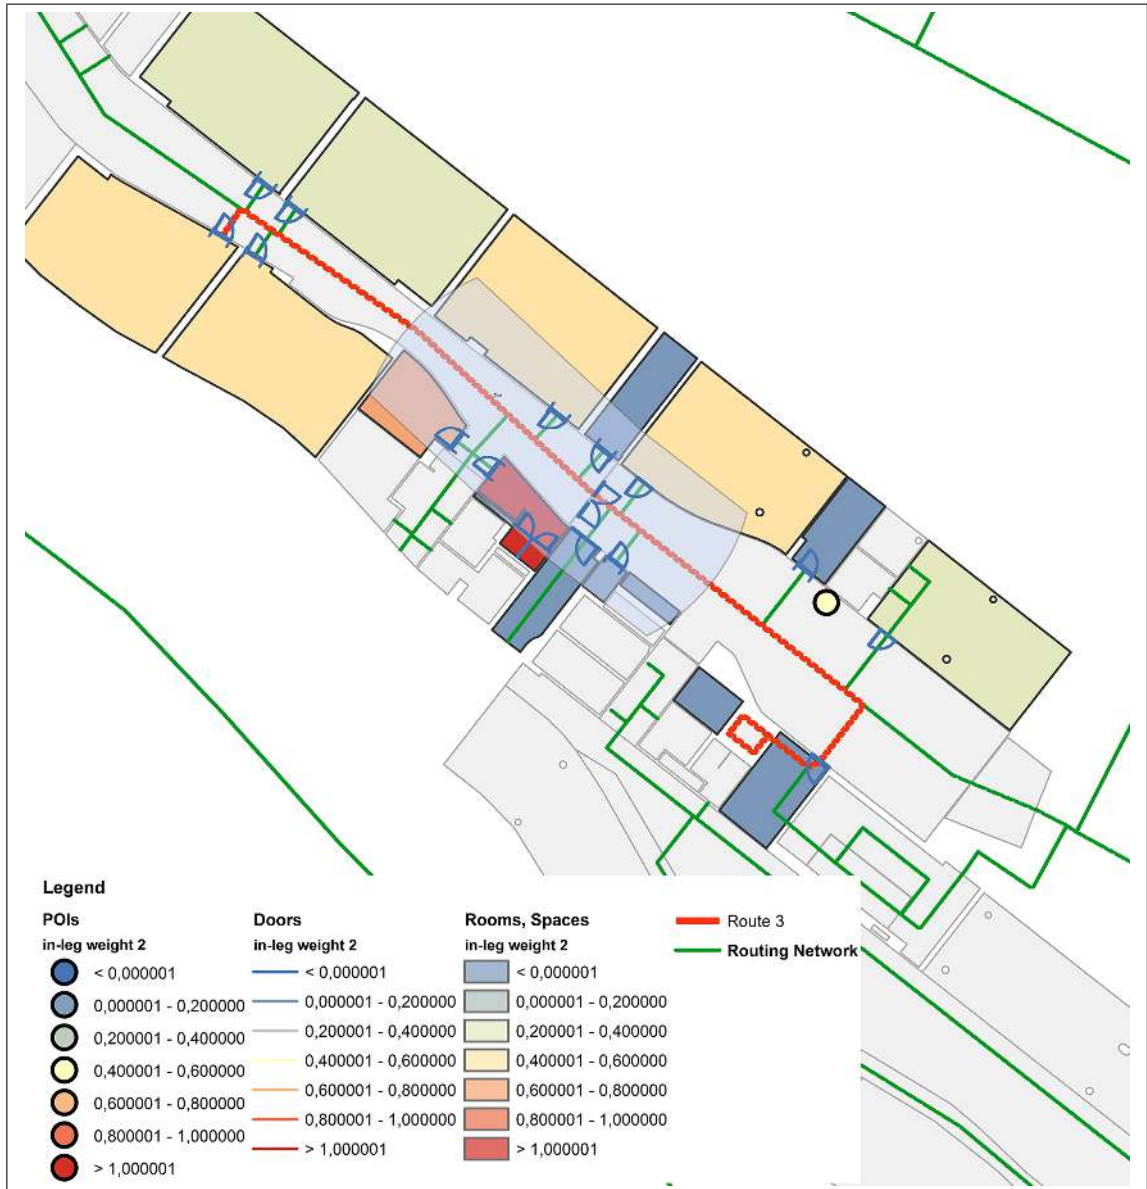 Legend
POIs
in-leg weight 2
< 0,000001
0,000001 - 0,200000
0,200001 - 0,400000
0,400001 - 0,600000
0,600001 - 0,800000
0,800001 - 1,000000
> 1,000001
Doors
in-leg weight 2
< 0,000001
0,000001 - 0,200000
0,200001 - 0,400000
0,400001 - 0,600000
0,600001 - 0,800000
0,800001 - 1,000000
> 1,000001
Rooms, Spaces
in-leg weight 2
< 0,000001
0,000001 - 0,200000
0,200001 - 0,400000
0,400001 - 0,600000
0,600001 - 0,800000
0,800001 - 1,000000
> 1,000001
Route 3
Routing Network